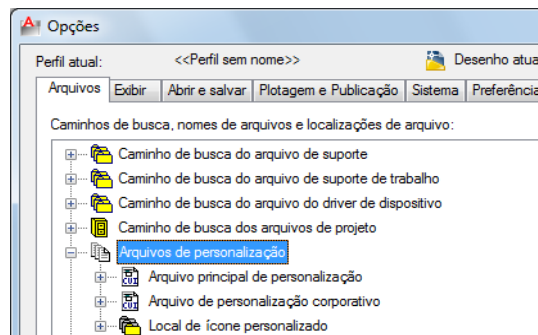 Opções
Perfil atual: <<Perfil sem nome>> Desenho atua
Arquivos Exibir Abrir e salvar Plotagem e Publicação Sistema Preferência
Caminhos de busca, nomes de arquivos e localizações de arquivo:
Caminho de busca do arquivo de suporte
Caminho de busca do arquivo de suporte de trabalho
Caminho de busca do arquivo do driver de dispositivo
Caminho de busca dos arquivos de projeto
Arquivos de personalização
CUI Arquivo principal de personalização
CUI Arquivo de personalização corporativo
Local de ícone personalizado